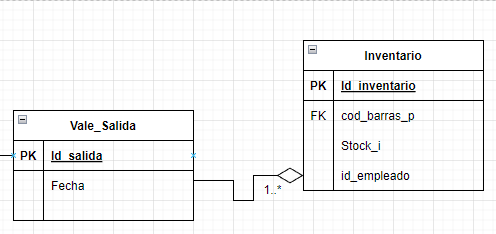 Inventario
PK Id_inventario
FK cod_barras_p
Stock_i
id_empleado
Vale_Salida
PK Id_salida
Fecha
1..*